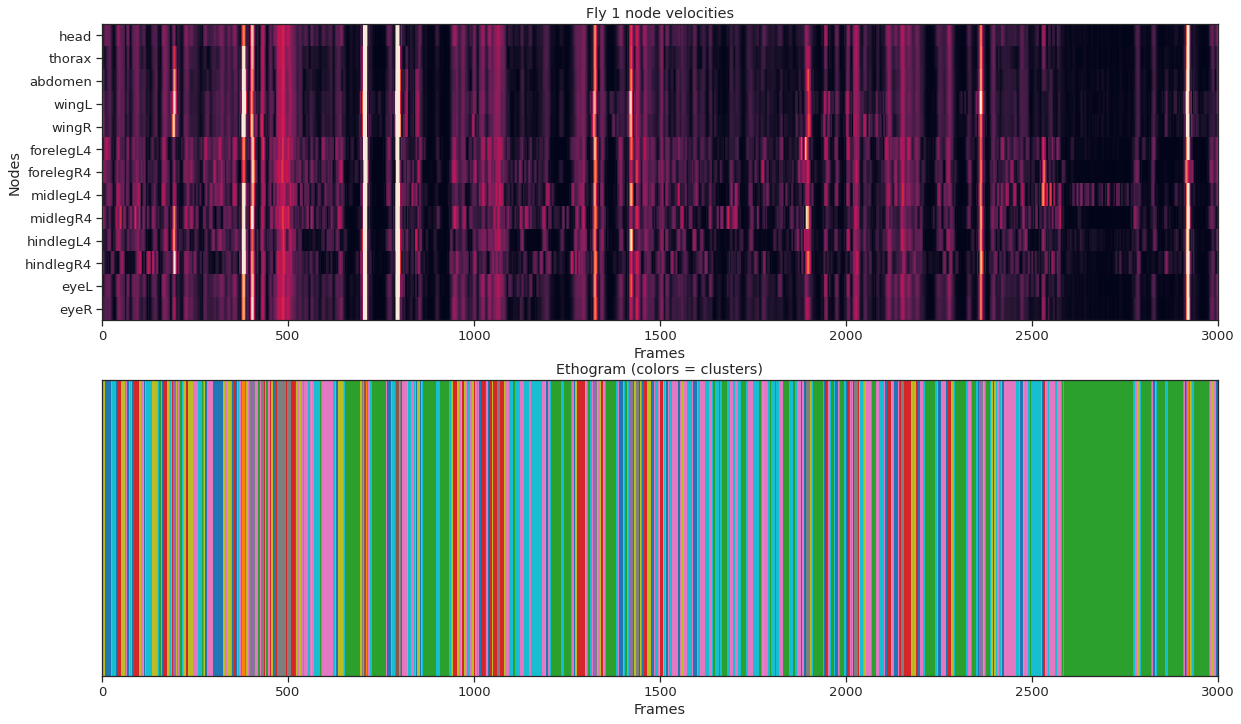 Fly 1 node velocities
head
thorax
abdomen
wingL
wingR
forelegL4
forelegR4
midlegL4
midlegR4
hindlegL4
hindlegR4
eyeL
eyeR
Nodes
0 500 1000 1500 2000 2500 3000
Frames
Ethogram (colors = clusters)
0 500 1000 1500 2000 2500 3000
Frames